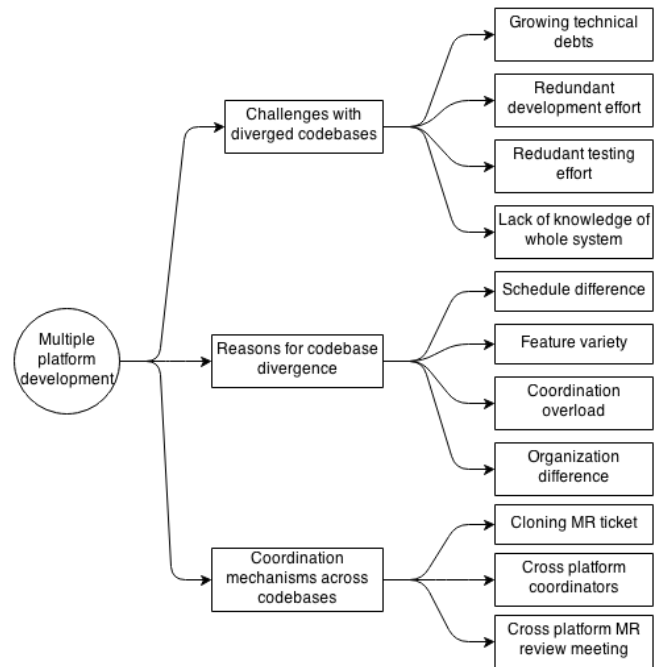 Multiple
platform
development
Challenges with
diverged codebases
Growing technical
debts
Redundant
development effort
Redudant testing
effort
Lack of knowledge of
whole system
Reasons for codebase
divergence
Schedule difference
Feature variety
Coordination
overload
Organization
difference
Coordination
mechanisms across
codebases
Cloning MR ticket
Cross platform
coordinators
Cross platform MR
review meeting